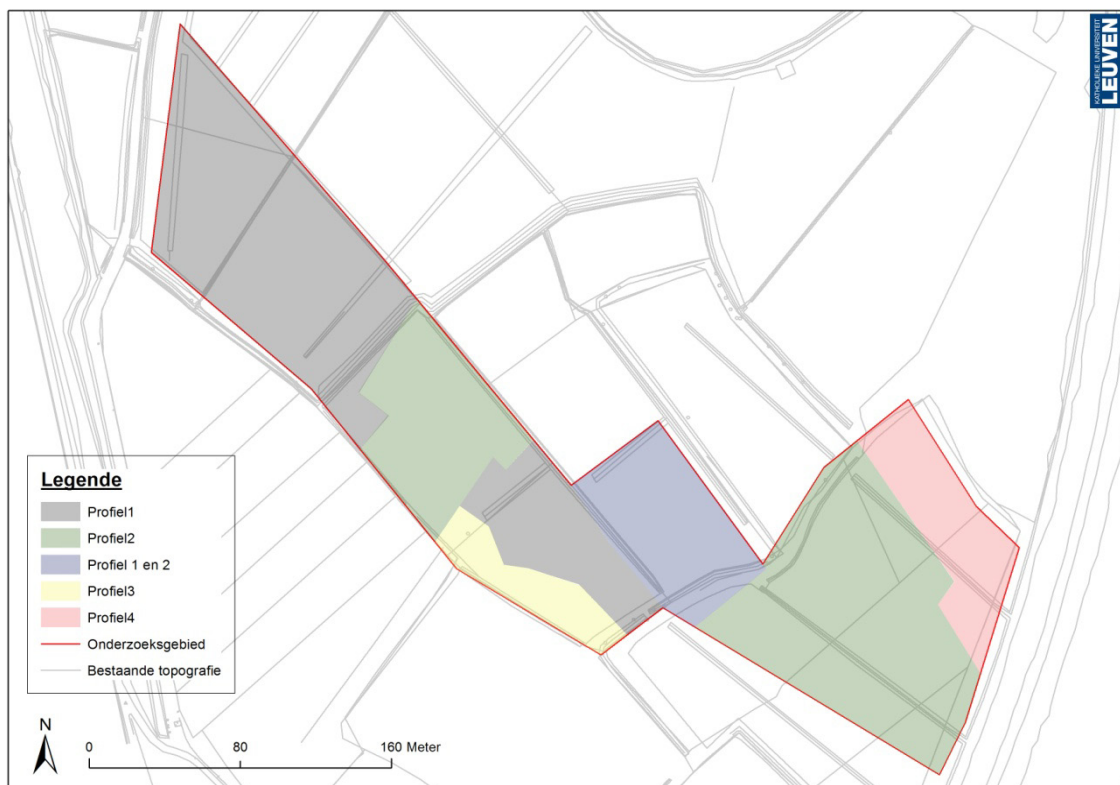 KATHOLIEKE UNIVERSITEIT
LEUVEN
Legende
Profiel1
Profiel2
Profiel 1 en 2
Profiel3
Profiel4
Onderzoeksgebied
Bestaande topografie
N
0 80 160 Meter